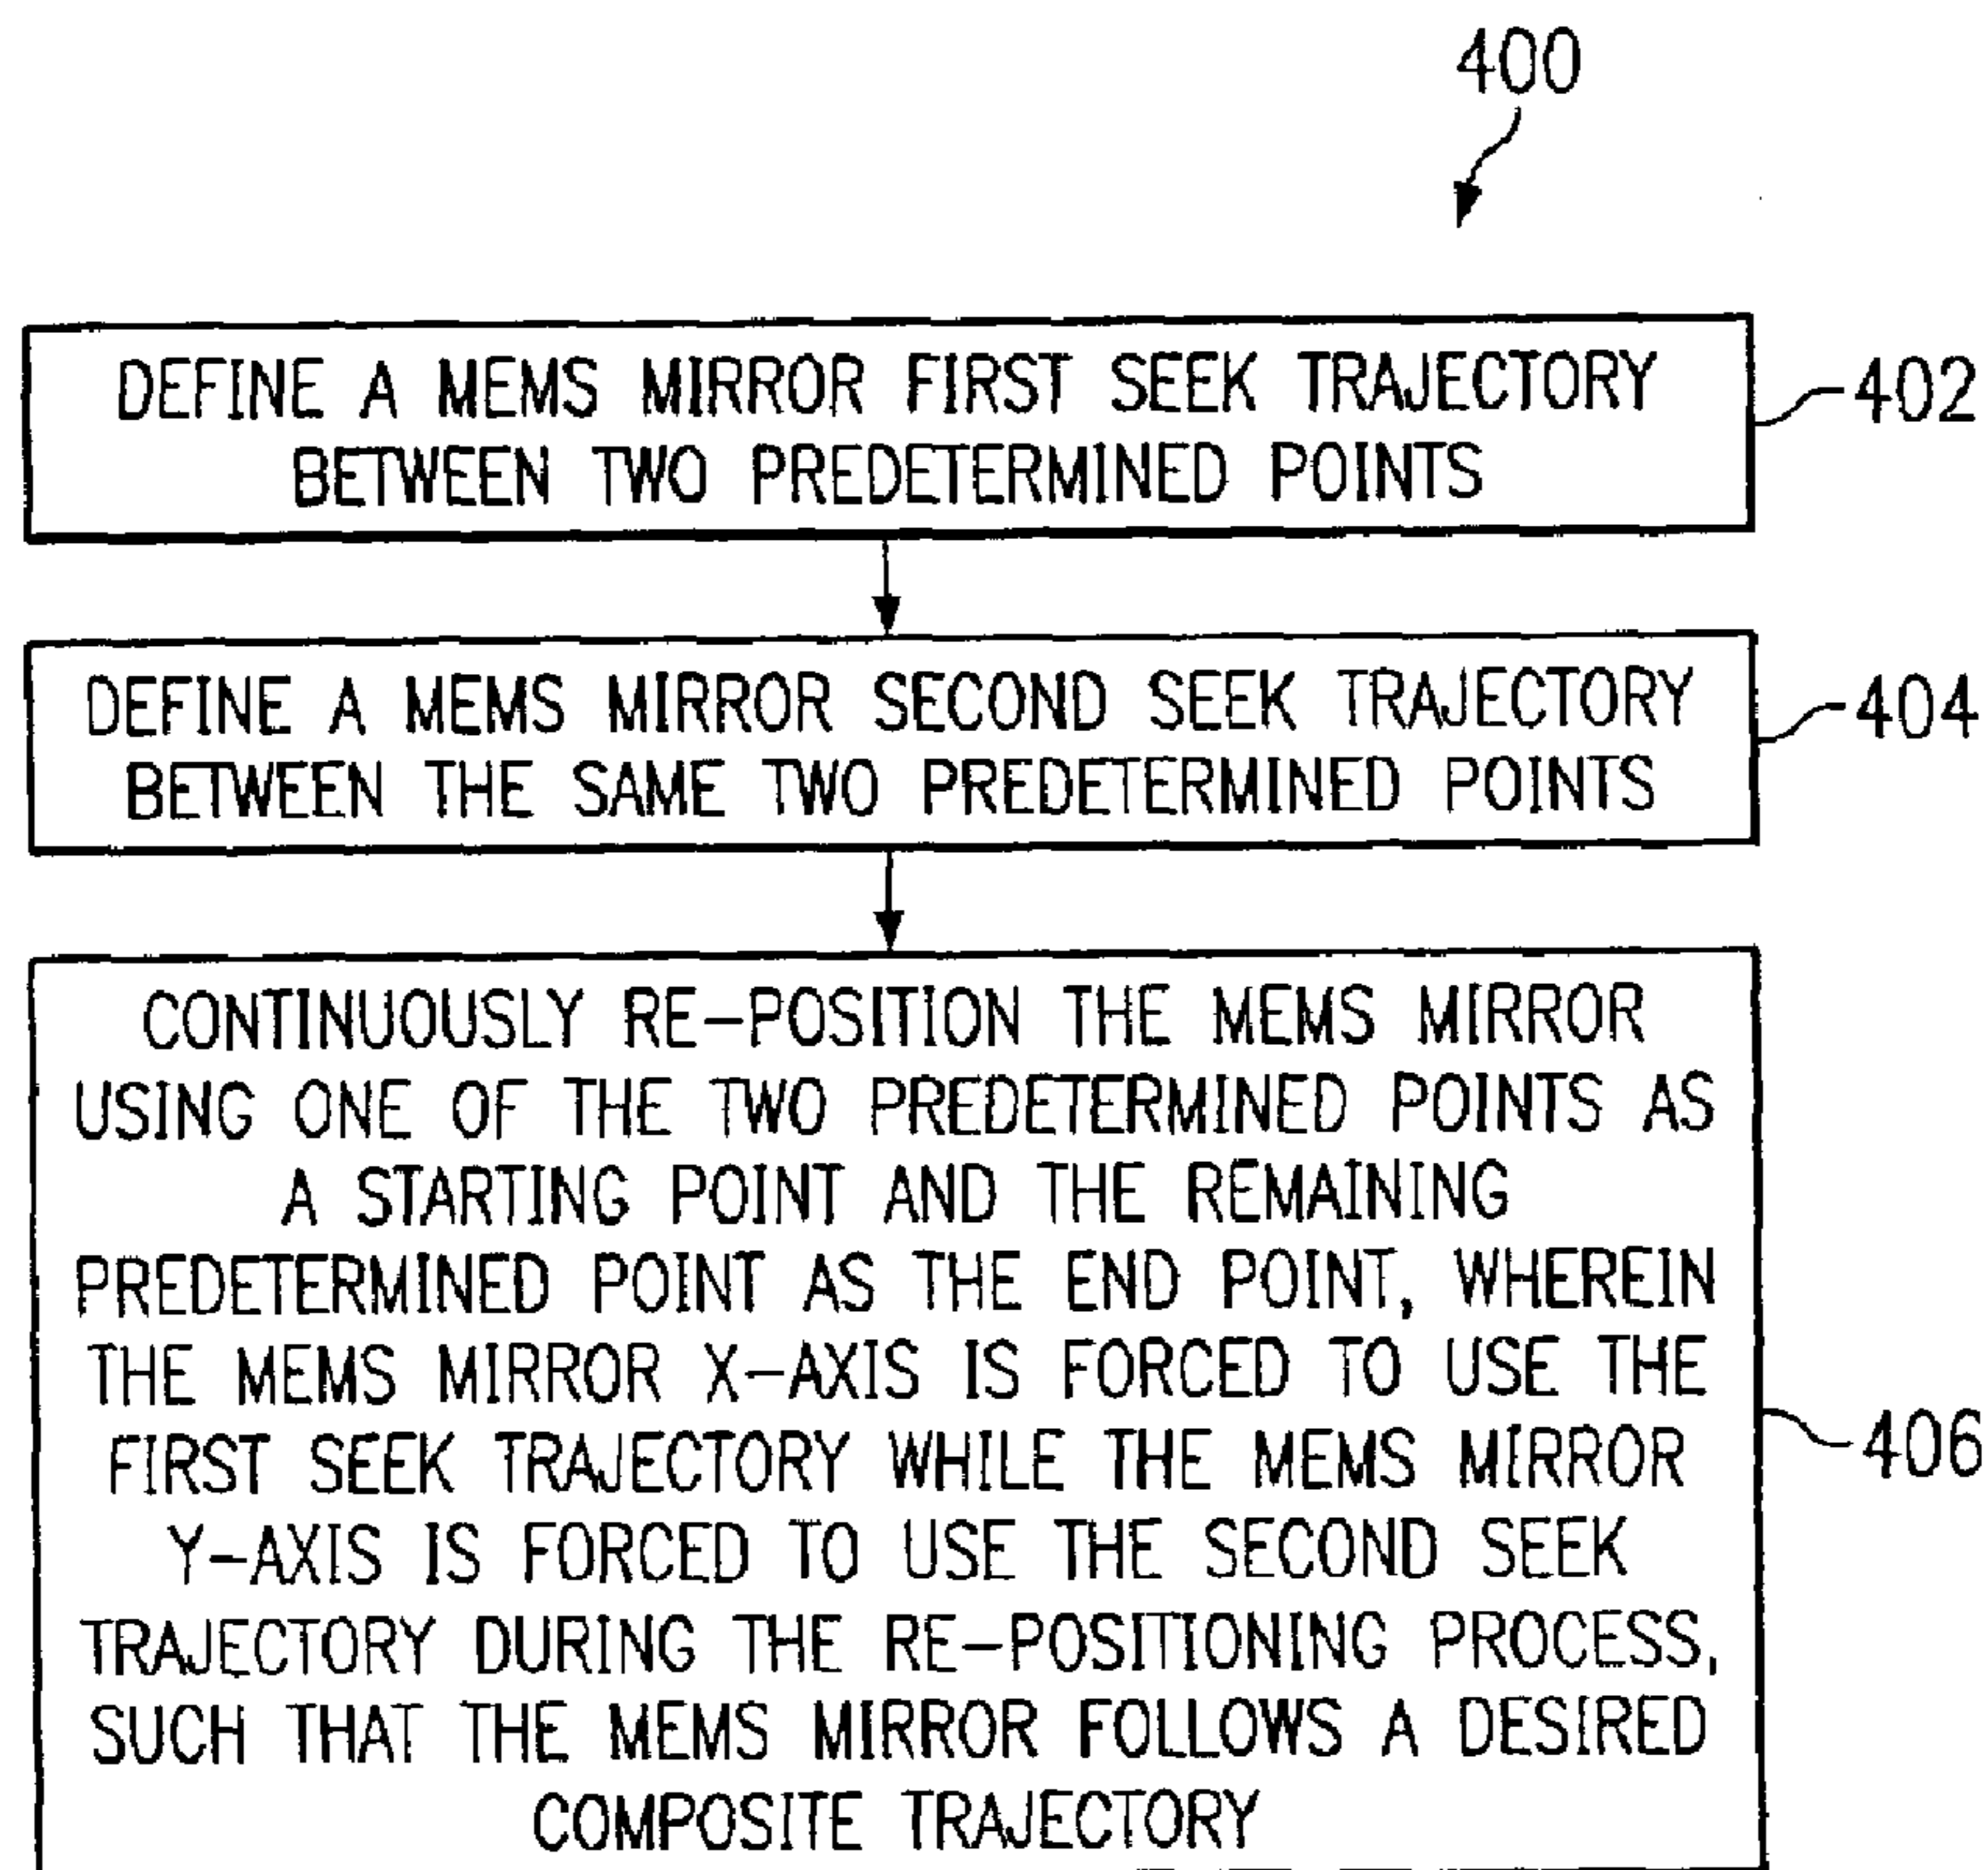 400
DEFINE A MEMS MIRROR FIRST SEEK TRAJECTORY
BETWEEN TWO PREDETERMINED POINTS
402
DEFINE A MEMS MIRROR SECOND SEEK TRAJECTORY
BETWEEN THE SAME TWO PREDETERMINED POINTS
404
CONTINUOUSLY RE-POSITION THE MEMS MIRROR
USING ONE OF THE TWO PREDETERMINED POINTS AS
A STARTING POINT AND THE REMAINING
PREDETERMINED POINT AS THE END POINT, WHEREIN
THE MEMS MIRROR X-AXIS IS FORCED TO USE THE
FIRST SEEK TRAJECTORY WHILE THE MEMS MIRROR
Y-AXIS IS FORCED TO USE THE SECOND SEEK
TRAJECTORY DURING THE RE-POSITIONING PROCESS,
SUCH THAT THE MEMS MIRROR FOLLOWS A DESIRED
COMPOSITE TRAJECTORY
406